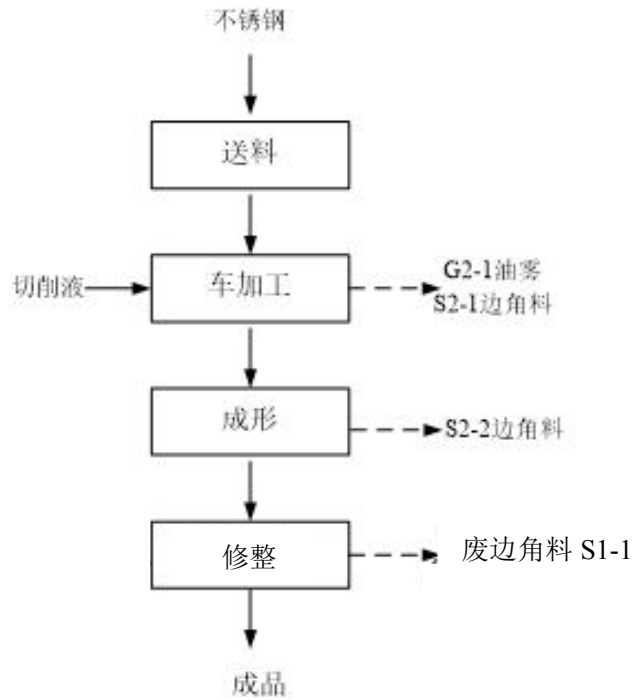 不锈钢
送料
切削液
车加工
G2-1油雾
S2-1边角料
成形
S2-2边角料
修整
废边角料 S1-1
成品